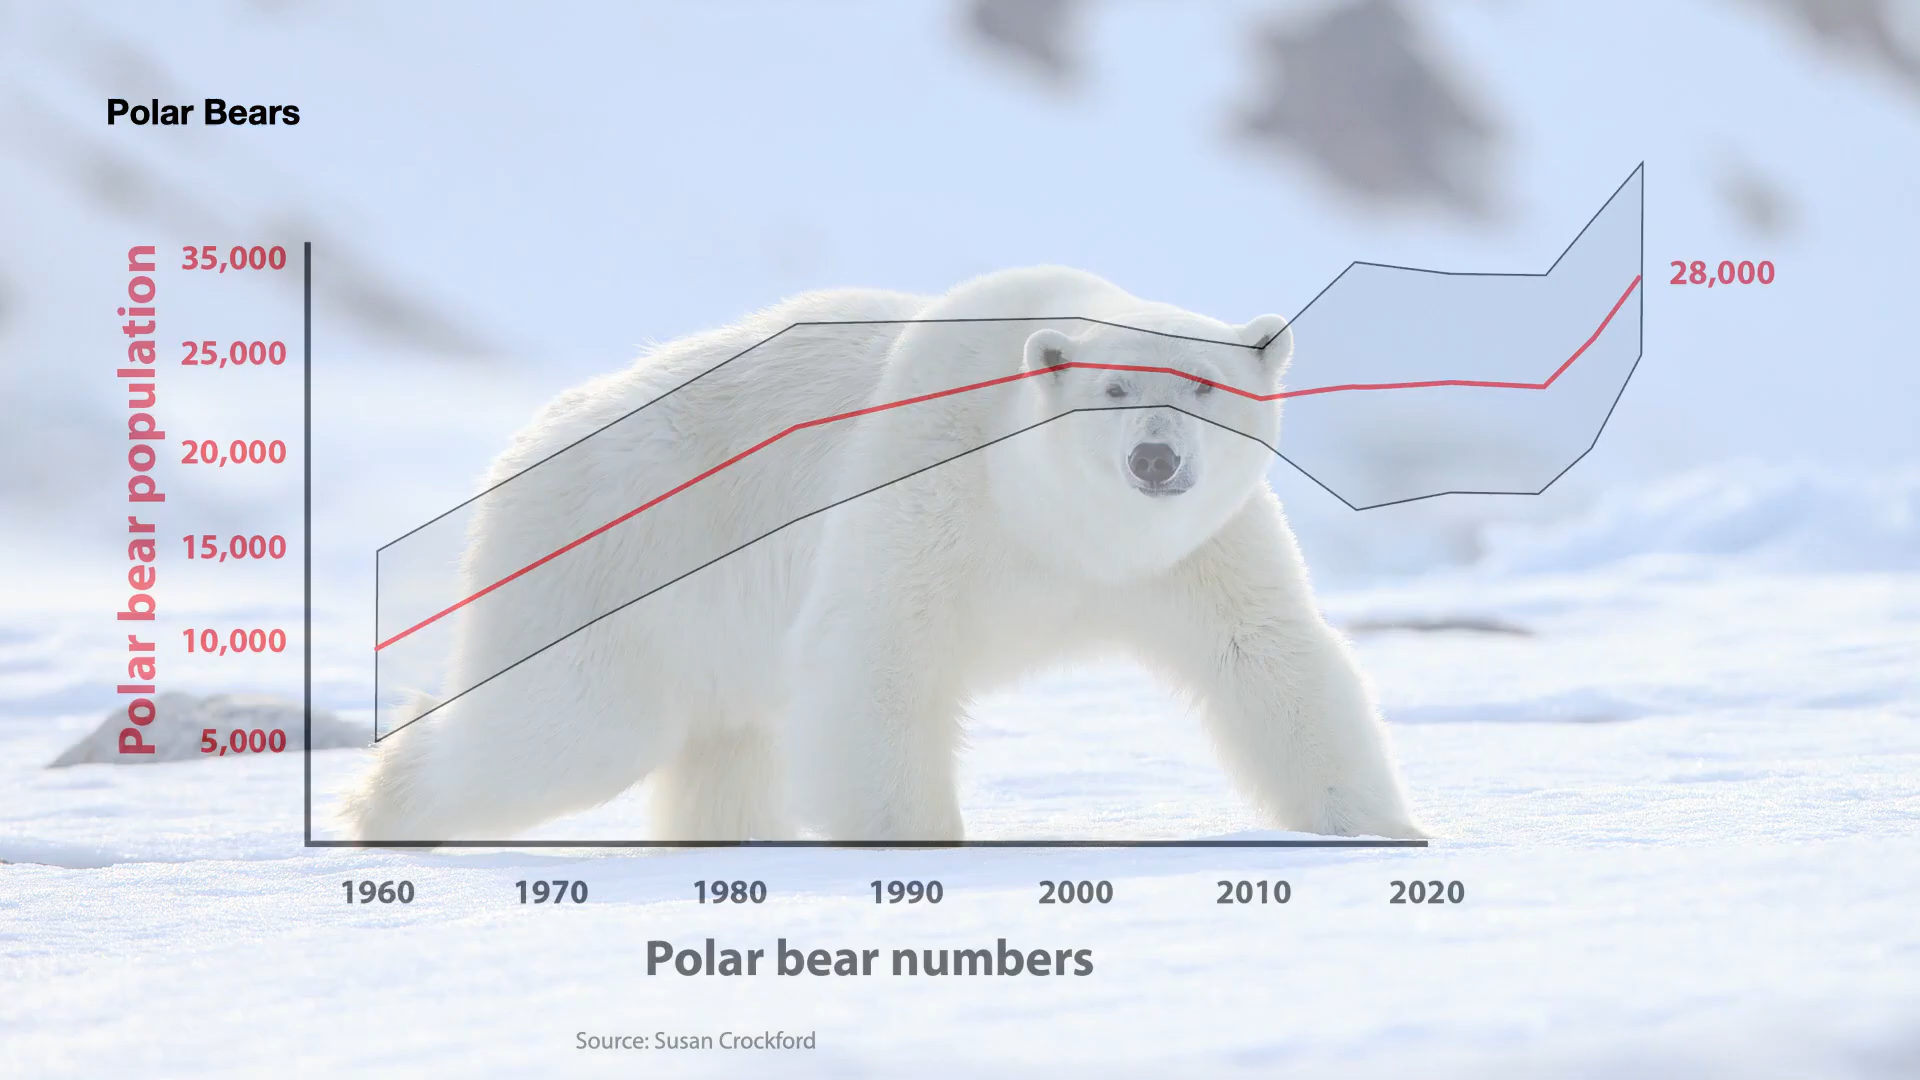 Polar Bears
Polar bear population
35,000
25,000
20,000
15,000
10,000
5,000
28,000
1960 1970 1980 1990 2000 2010 2020
Polar bear numbers
Source: Susan Crockford